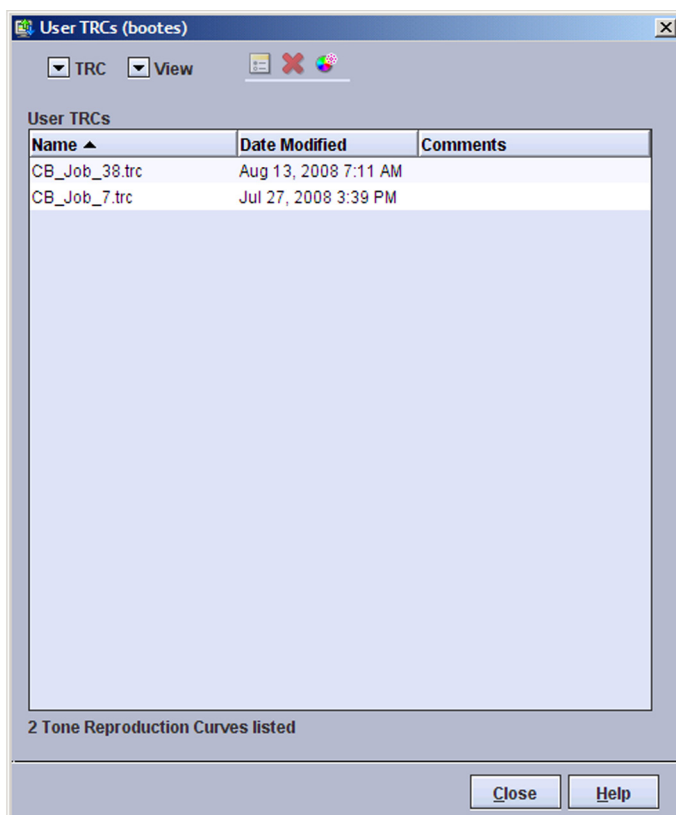 User TRCs (bootes)
TRC View
User TRCs
Name Date Modified Comments
CB_Job_38.trc Aug 13, 2008 7:11 AM
CB_Job_7.trc Jul 27, 2008 3:39 PM
2 Tone Reproduction Curves listed
Close Help